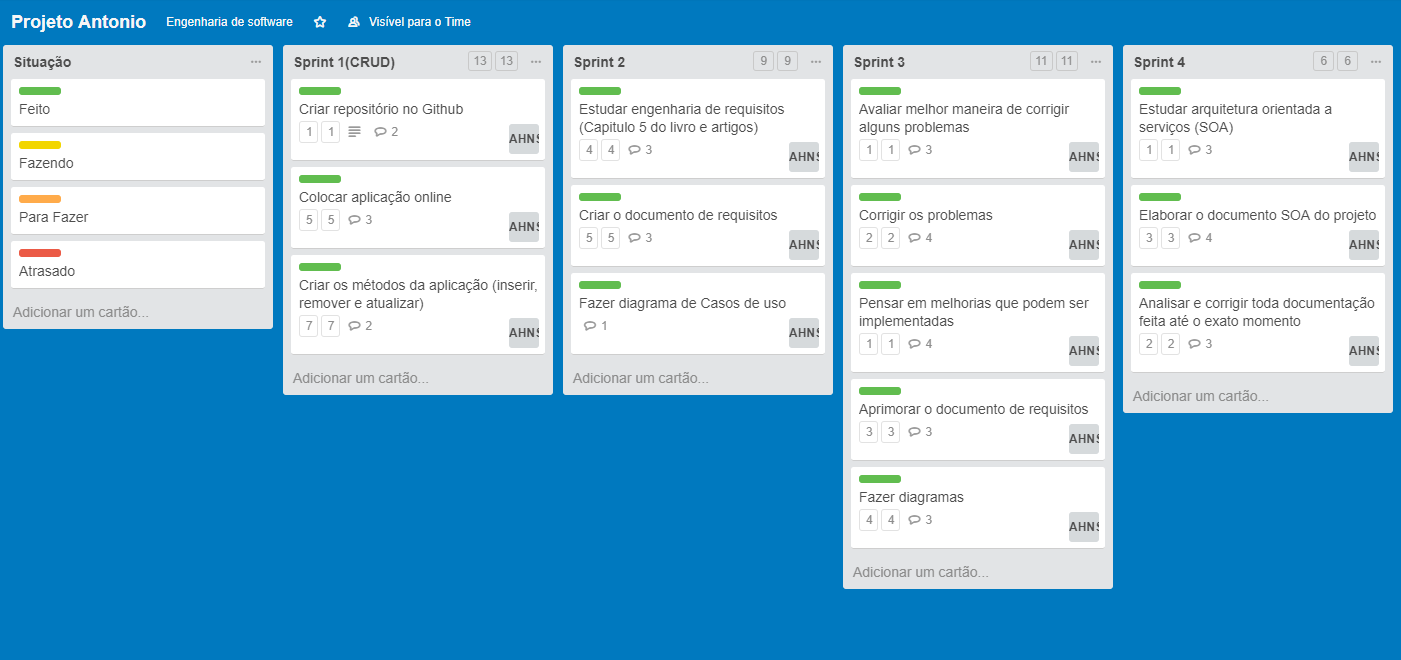 Projeto Antonio Engenharia de software Visível para o Time
Situação
Feito
Fazendo
Para Fazer
Atrasado
Adicionar um cartão...
Sprint 1(CRUD) 13 13
Criar repositório no Github
1 1 2
AHNS
Colocar aplicação online
5 5 3
AHNS
Criar os métodos da aplicação (inserir,
remover e atualizar)
7 7 2
AHNS
Adicionar um cartão...
Sprint 2 9 9
Estudar engenharia de requisitos
(Capitulo 5 do livro e artigos)
4 4 3
AHNS
Criar o documento de requisitos
5 5 3
AHNS
Fazer diagrama de Casos de uso
1
AHNS
Adicionar um cartão...
Sprint 3 11 11
Avaliar melhor maneira de corrigir
alguns problemas
1 1 3
AHNS
Corrigir os problemas
2 2 4
AHNS
Pensar em melhorias que podem ser
implementadas
1 1 4
AHNS
Aprimorar o documento de requisitos
3 3 3
AHNS
Fazer diagramas
4 4 3
AHNS
Adicionar um cartão...
Sprint 4 6 6
Estudar arquitetura orientada a
serviços (SOA)
1 1 3
AHNS
Elaborar o documento SOA do projeto
3 3 4
AHNS
Analisar e corrigir toda documentação
feita até o exato momento
2 2 3
AHNS
Adicionar um cartão...